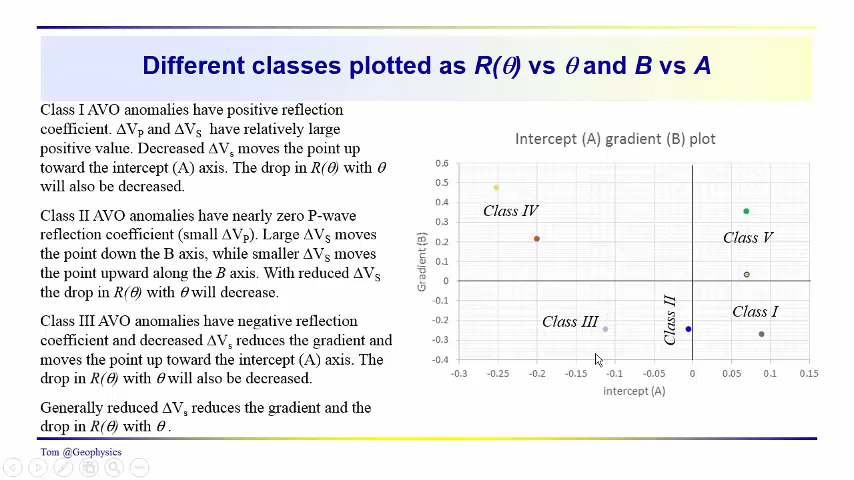 Different classes plotted as R(θ) vs θ and B vs A
Class I AVO anomalies have positive reflection
coefficient. ΔVP and ΔVS have relatively large
positive value. Decreased ΔVs moves the point up
toward the intercept (A) axis. The drop in R(θ) with θ
will also be decreased.
Class II AVO anomalies have nearly zero P-wave
reflection coefficient (small ΔVP). Large ΔVS moves
the point down the B axis, while smaller ΔVS moves
the point upward along the B axis. With reduced ΔVS
the drop in R(θ) with θ will decrease.
Class III AVO anomalies have negative reflection
coefficient and decreased ΔVs reduces the gradient and
moves the point up toward the intercept (A) axis. The
drop in R(θ) with θ will also be decreased.
Generally reduced ΔVs reduces the gradient and the
drop in R(θ) with θ .
Intercept (A) gradient (B) plot
Gradient (B)
0.6
0.5
0.4
0.3
0.2
0.1
0
-0.1
-0.2
-0.3
-0.4
Class IV
Class V
Class III
Class II
Class I
-0.3 -0.25 -0.2 -0.15 -0.1 -0.05 0 0.05 0.1 0.15
intercept (A)
Tom @Geophysics